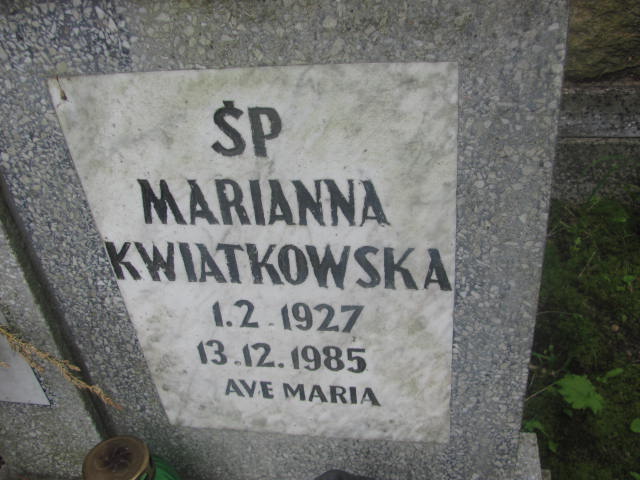 ŚP
MARIANNA
KWIATKOWSKA
1.2.1927
13.12.1985
AVE MARIA